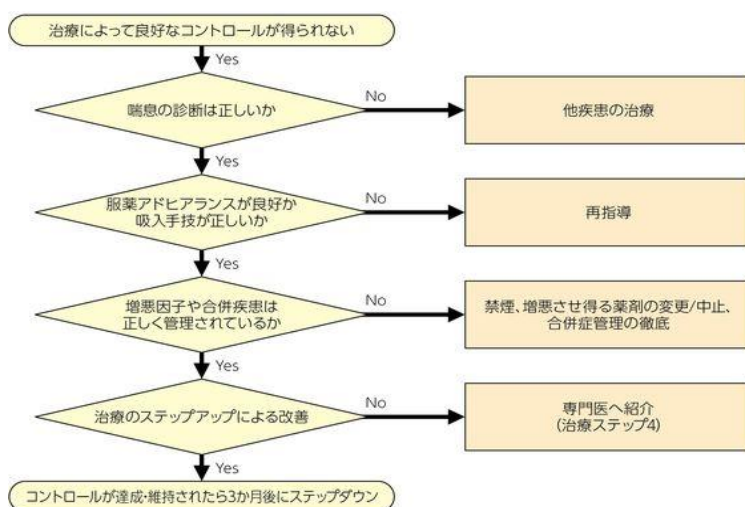 治療によって良好なコントロールが得られない
Yes
喘息の診断は正しいか
No
他疾患の治療
Yes
服薬アドヒアランスが良好か
吸入手技が正しいか
No
再指導
Yes
増悪因子や合併疾患は
正しく管理されているか
No
禁煙、増悪させ得る薬剤の変更/中止、
合併症管理の徹底
Yes
治療のステップアップによる改善
No
専門医へ紹介
(治療ステップ4)
Yes
コントロールが達成・維持されたら3か月後にステップダウン